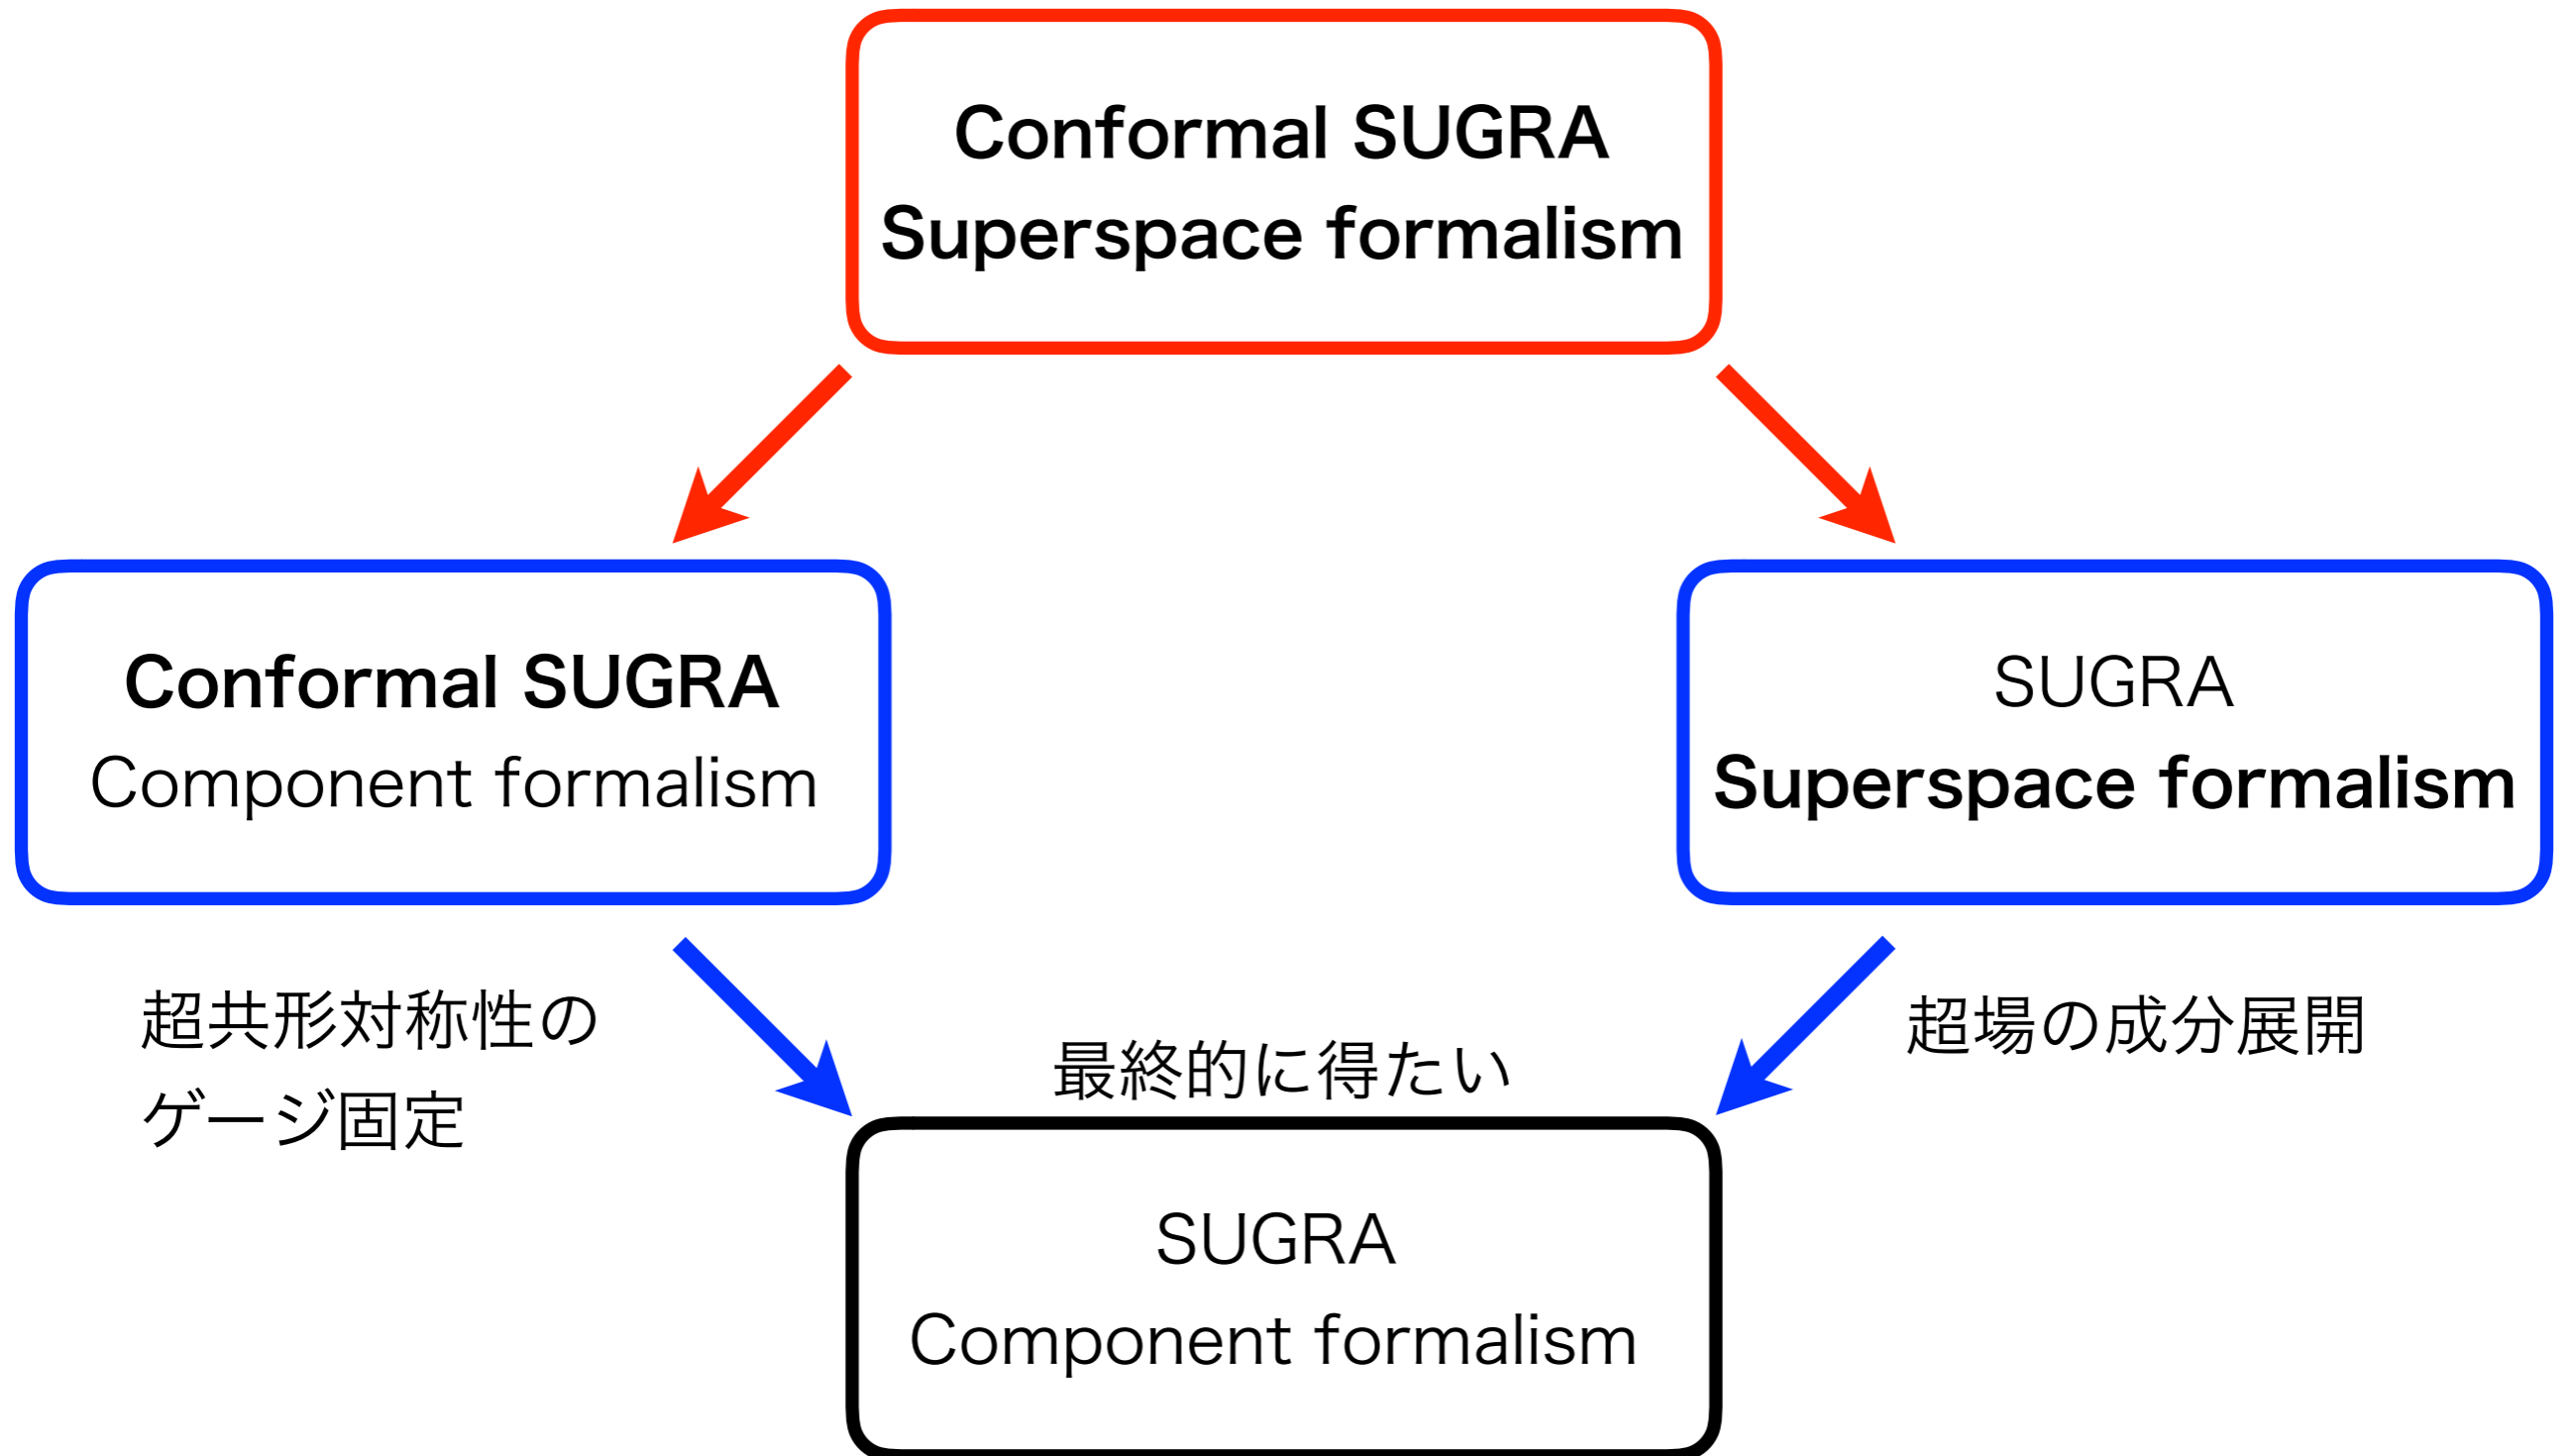 Conformal SUGRA
Superspace formalism
Conformal SUGRA
Component formalism
SUGRA
Superspace formalism
超共形対称性の
ゲージ固定
超場の成分展開
最終的に得たい
SUGRA
Component formalism